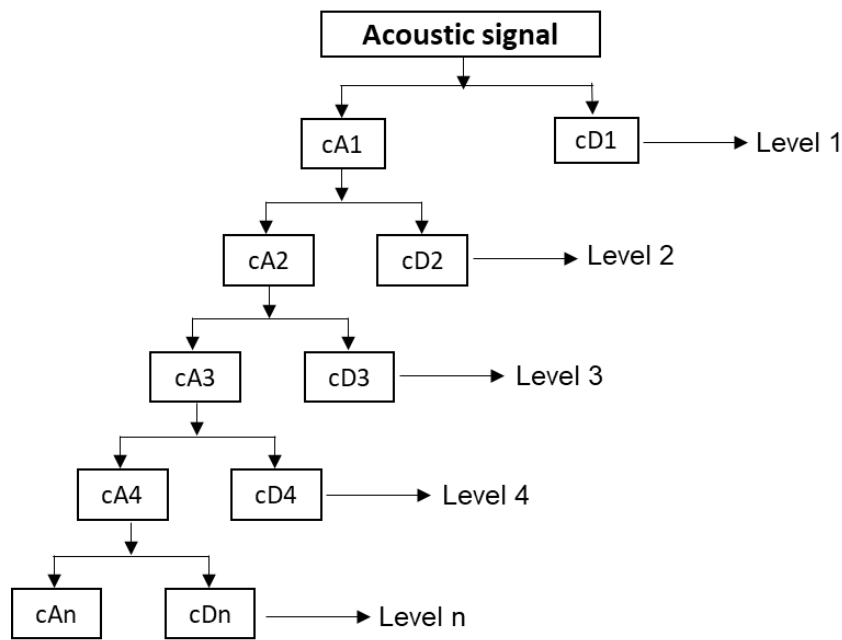 Acoustic signal
cA1
cD1
Level 1
cA2
cD2
Level 2
cA3
cD3
Level 3
cA4
cD4
Level 4
cAn
cDn
Level n